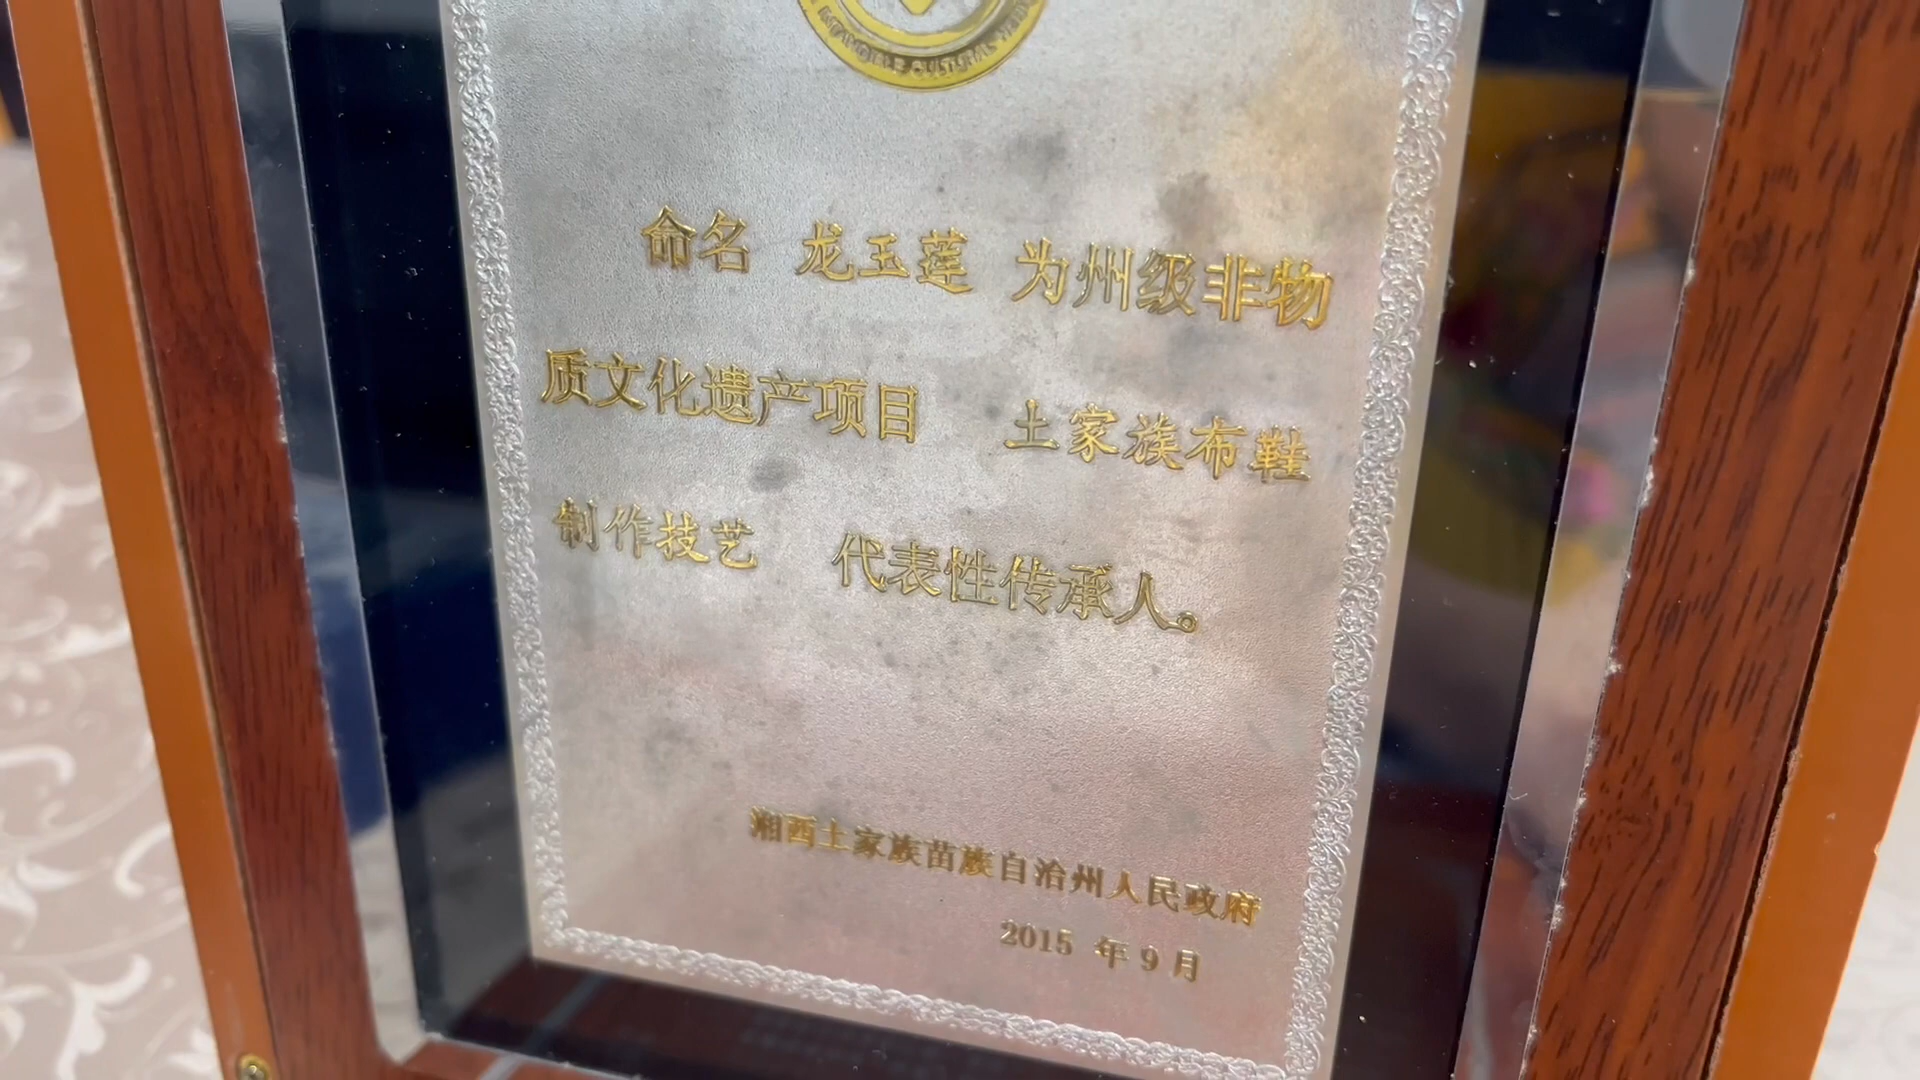 INTANGIBLE CULTURAL
命名 龙玉莲 为州级非物
质文化遗产项目 土家族布鞋
制作技艺 代表性传承人。
湘西土家族苗族自治州人民政府
2015 年 9 月